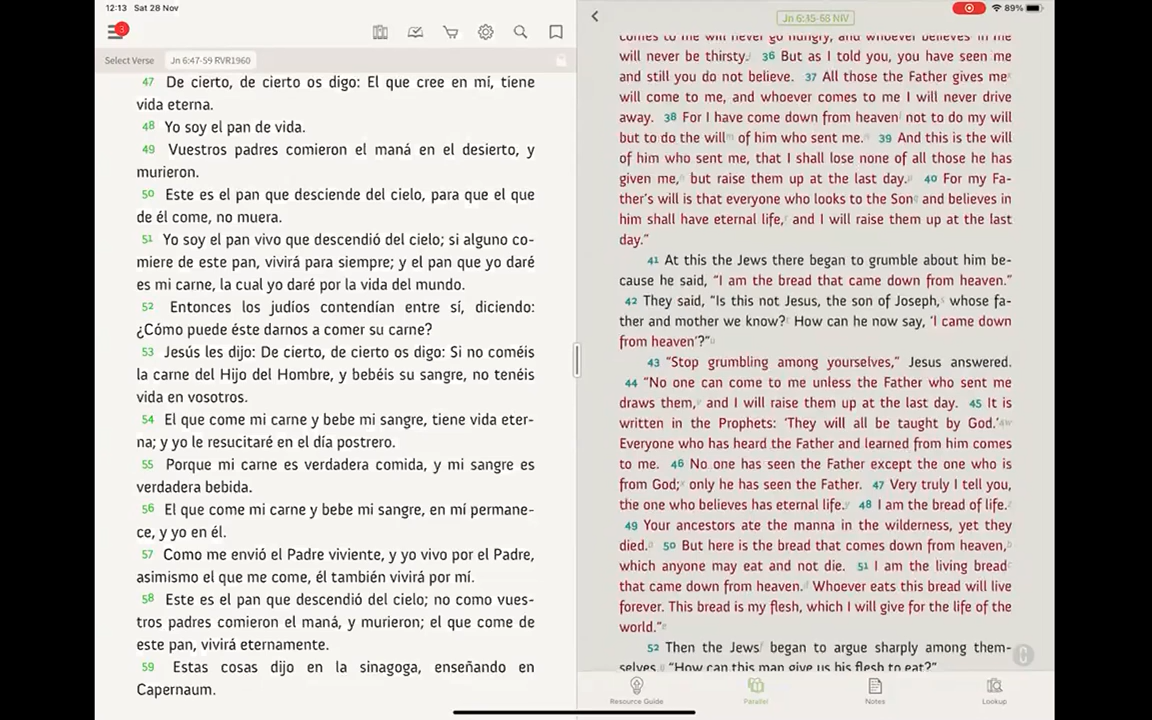 12:13 Sat 28 Nov
89%
3
Select Verse
Jn 6:47-59 RVR1960
47 De cierto, de cierto os digo: El que cree en mí, tiene
vida eterna.
48 Yo soy el pan de vida.
49 Vuestros padres comieron el maná en el desierto, y
murieron.
50 Este es el pan que desciende del cielo, para que el que
de él come, no muera.
51 Yo soy el pan vivo que descendió del cielo; si alguno co-
miere de este pan, vivirá para siempre; y el pan que yo daré
es mi carne, la cual yo daré por la vida del mundo.
52 Entonces los judíos contendían entre sí, diciendo:
¿Cómo puede éste darnos a comer su carne?
53 Jesús les dijo: De cierto, de cierto os digo: Si no coméis
la carne del Hijo del Hombre, y bebéis su sangre, no tenéis
vida en vosotros.
54 El que come mi carne y bebe mi sangre, tiene vida eter-
na; y yo le resucitaré en el día postrero.
55 Porque mi carne es verdadera comida, y mi sangre es
verdadera bebida.
56 El que come mi carne y bebe mi sangre, en mí permane-
ce, y yo en él.
57 Como me envió el Padre viviente, y yo vivo por el Padre,
asimismo el que me come, él también vivirá por mí.
58 Este es el pan que descendió del cielo; no como vues-
tros padres comieron el maná, y murieron; el que come de
este pan, vivirá eternamente.
59 Estas cosas dijo en la sinagoga, enseñando en
Capernaum.
Jn 6:45-66 NIV
comes to me will never go hungry, and whoever believes in me
will never be thirsty. 36 But as I told you, you have seen me
and still you do not believe. 37 All those the Father gives me
will come to me, and whoever comes to me I will never drive
away. 38 For I have come down from heaven not to do my will
but to do the will of him who sent me. 39 And this is the will
of him who sent me, that I shall lose none of all those he has
given me, but raise them up at the last day. 40 For my Fa-
ther's will is that everyone who looks to the Son and believes in
him shall have eternal life, and I will raise them up at the last
day."
41 At this the Jews there began to grumble about him be-
cause he said, "I am the bread that came down from heaven."
42 They said, "Is this not Jesus, the son of Joseph, whose fa-
ther and mother we know? How can he now say, 'I came down
from heaven'?"
43 "Stop grumbling among yourselves," Jesus answered.
44 "No one can come to me unless the Father who sent me
draws them, and I will raise them up at the last day. 45 It is
written in the Prophets: 'They will all be taught by God.'
Everyone who has heard the Father and learned from him comes
to me. 46 No one has seen the Father except the one who is
from God; only he has seen the Father. 47 Very truly I tell you,
the one who believes has eternal life. 48 I am the bread of life.
49 Your ancestors ate the manna in the wilderness, yet they
died. 50 But here is the bread that comes down from heaven,
which anyone may eat and not die. 51 I am the living bread
that came down from heaven. Whoever eats this bread will live
forever. This bread is my flesh, which I will give for the life of the
world."
52 Then the Jews began to argue sharply among them-
selves, "How can this man give us his flesh to eat?"
Resource Guide
Parallel
Notes
Lookup